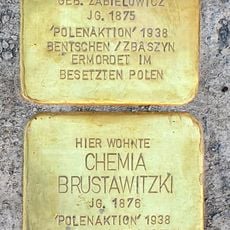 GEB. ZABIELOWICZ
JG. 1875
'POLENAKTION' 1938
BENTSCHEN / ZBASZYN
ERMORDET IM
BESETZTEN POLEN
HIER WOHNTE
CHEMIA
BRUSTAWITZKI
JG. 1876
'POLENAKTION' 1938